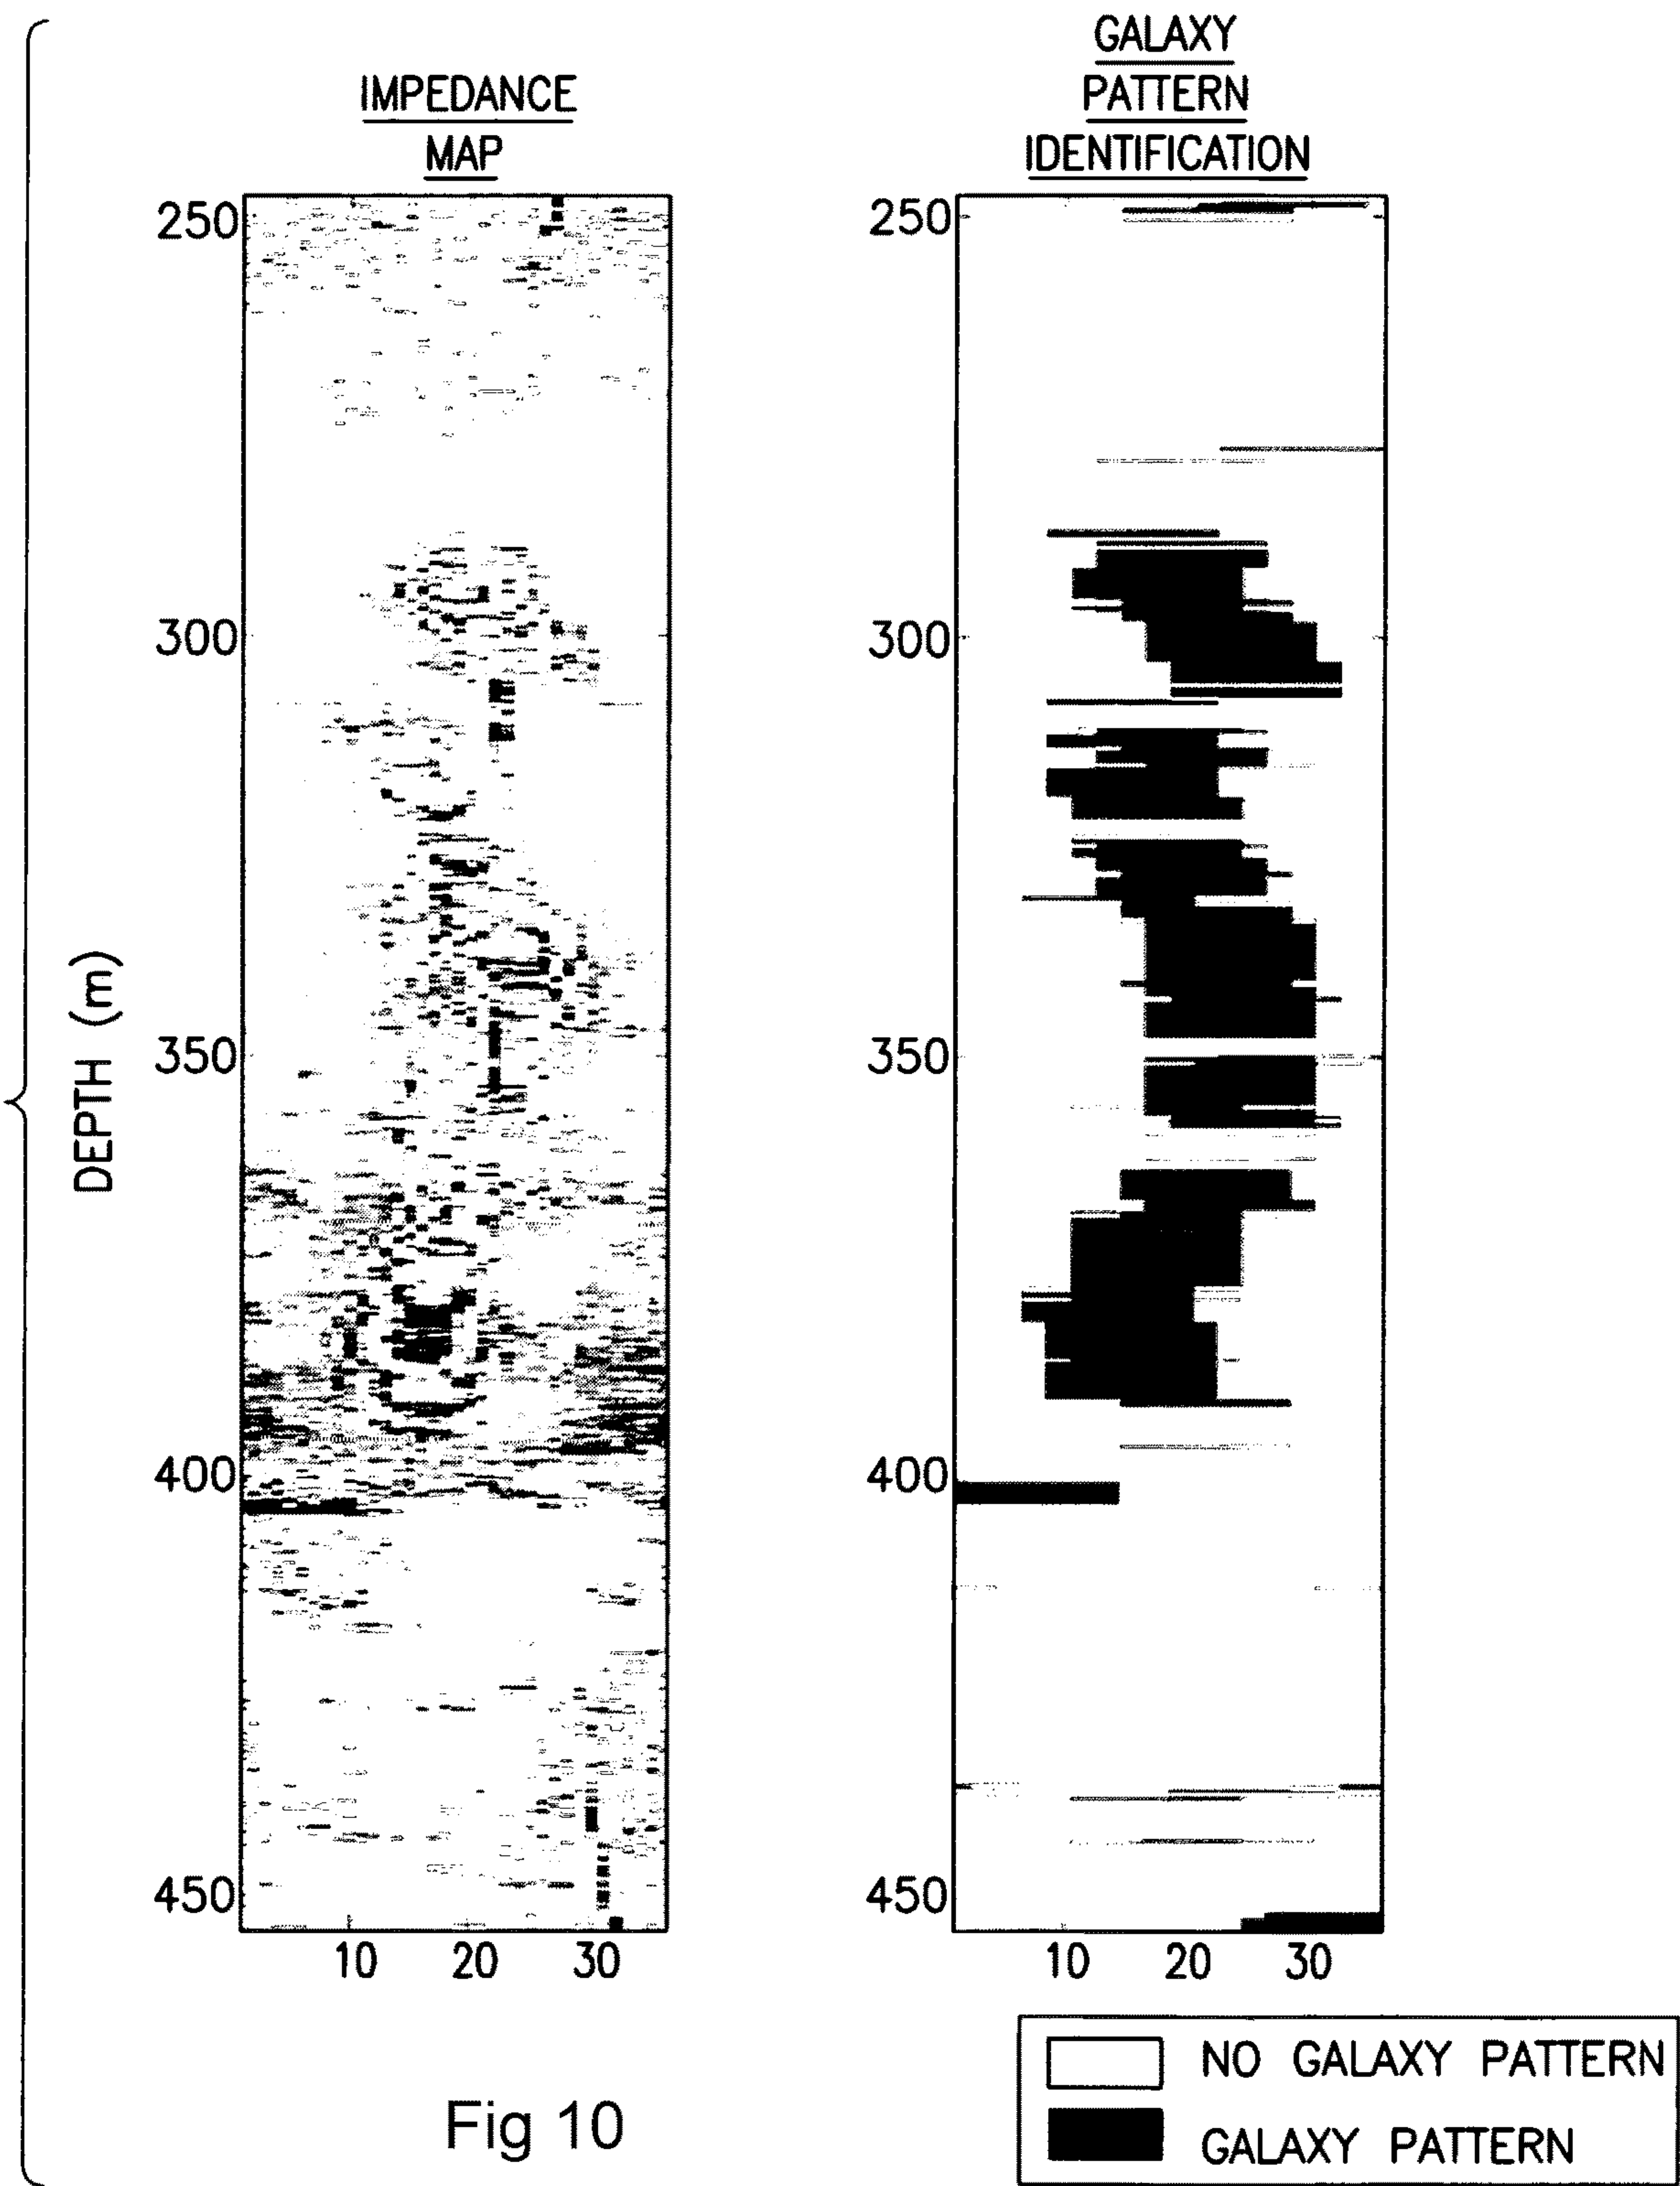 IMPEDANCE
MAP
GALAXY
PATTERN
IDENTIFICATION
DEPTH (m)
250
300
350
400
450
10 20 30
250
300
350
400
450
10 20 30
NO GALAXY PATTERN
GALAXY PATTERN
Fig 10